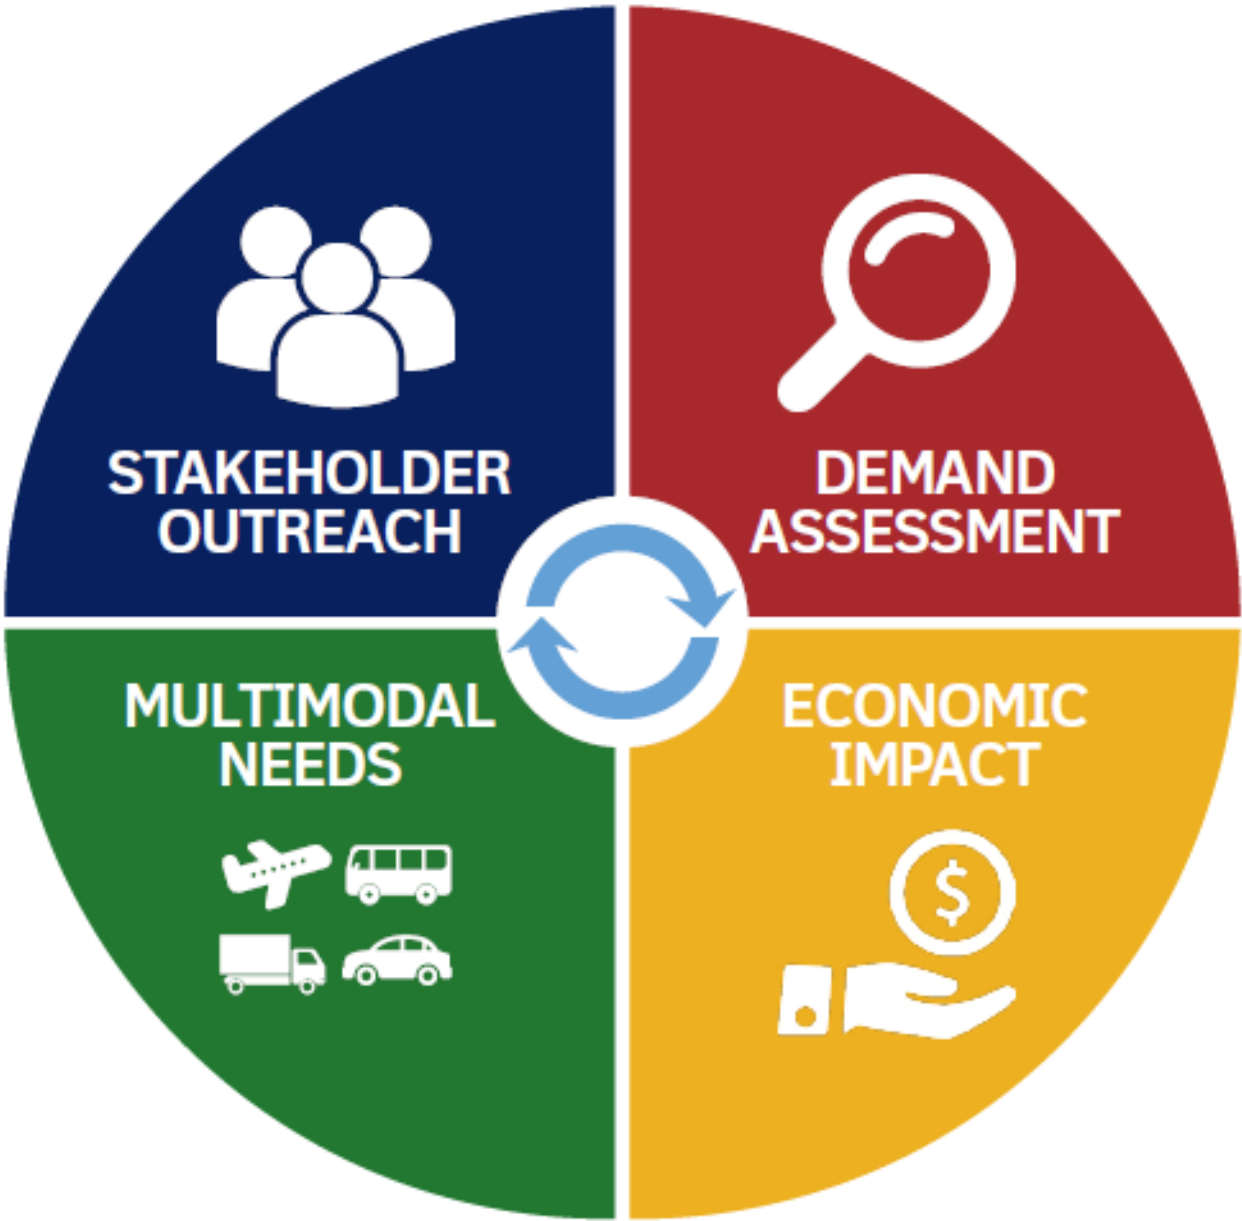 STAKEHOLDER
OUTREACH
DEMAND
ASSESSMENT
MULTIMODAL
NEEDS
ECONOMIC
IMPACT
$